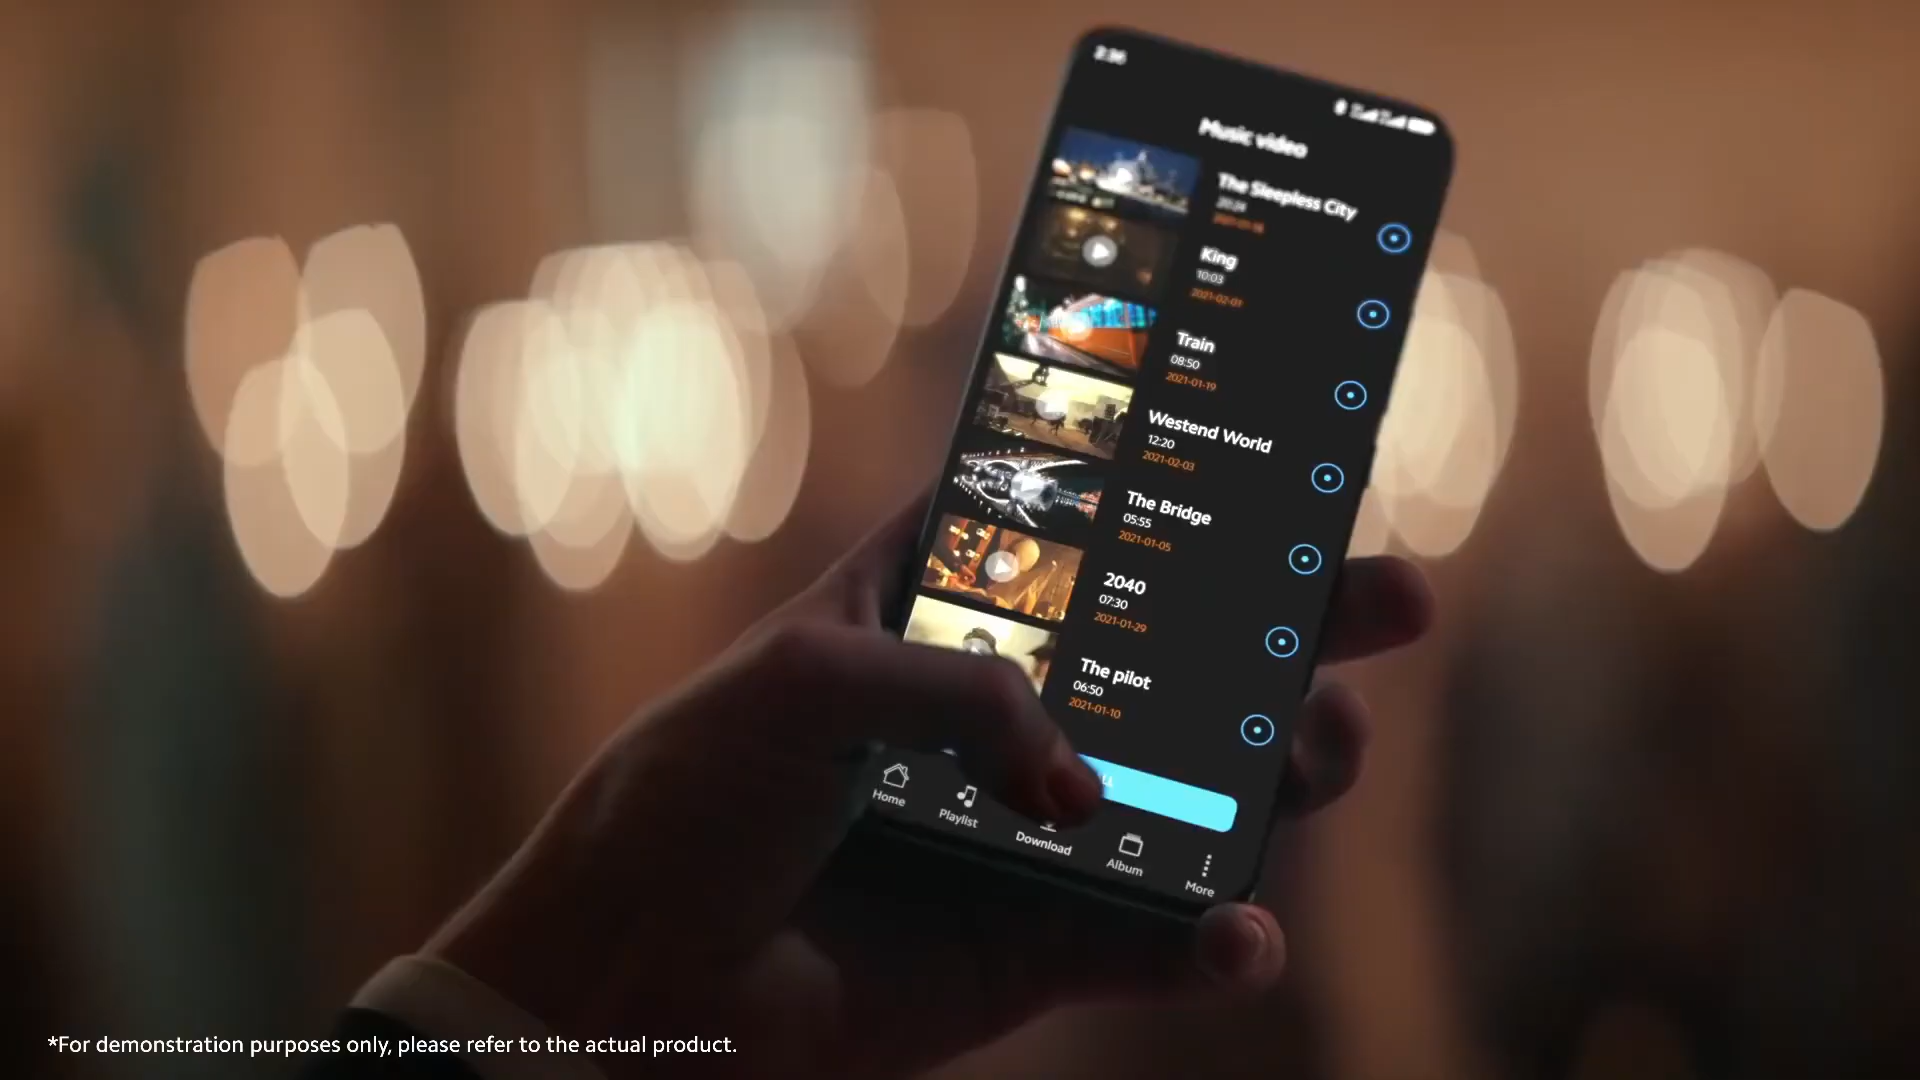 Music video
The Sleepless City
King
10:03
2021-02-01
Train
08:50
2021-01-19
Westend World
12:20
2021-02-03
The Bridge
05:55
2021-01-05
2040
07:30
2021-01-29
The pilot
06:50
2021-01-10
Home
Playlist
Download
Album
More
*For demonstration purposes only, please refer to the actual product.